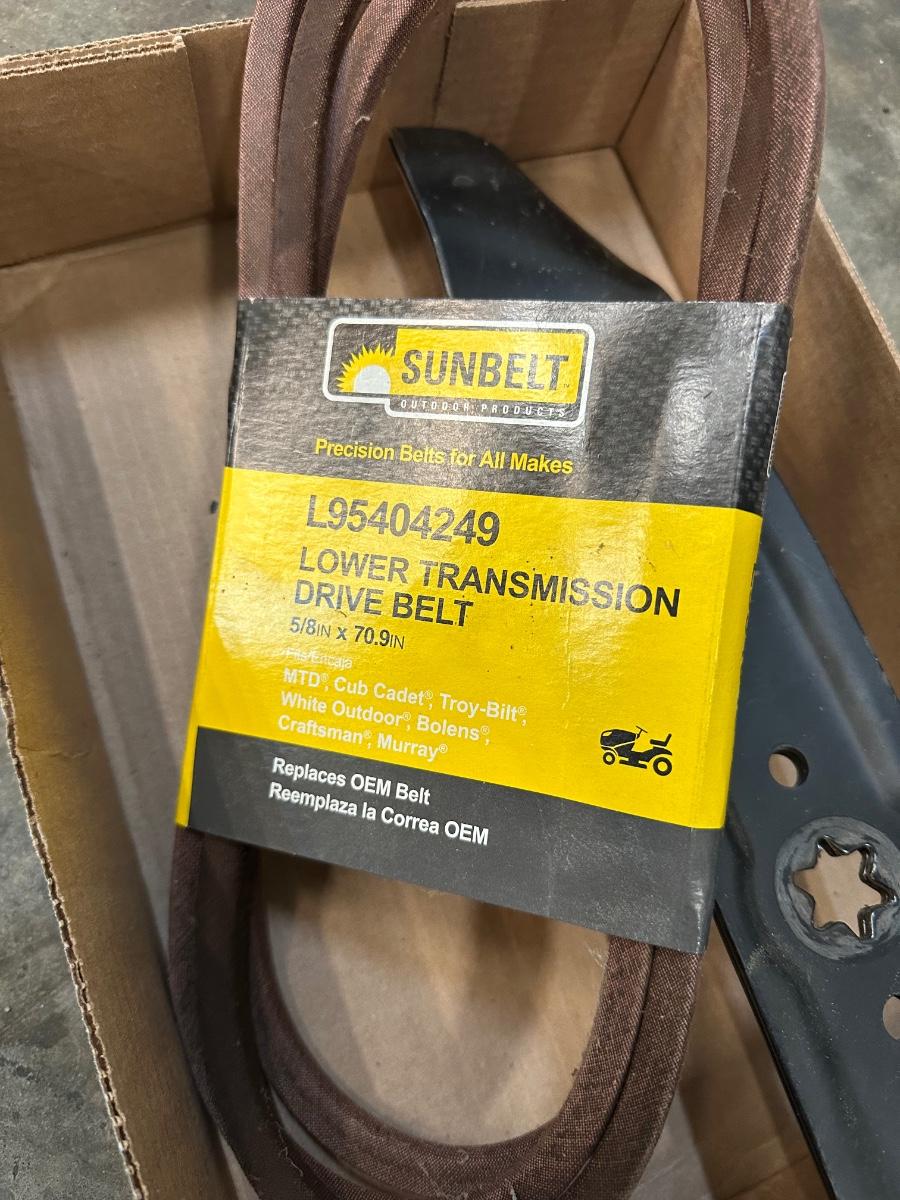 SUNBELT™
OUTDOOR PRODUCTS
Precision Belts for All Makes
L95404249
LOWER TRANSMISSION
DRIVE BELT
5/8IN x 70.9IN
Fits/Encaja
MTD®, Cub Cadet®, Troy-Bilt®,
White Outdoor®, Bolens®,
Craftsman®, Murray®
Replaces OEM Belt
Reemplaza la Correa OEM